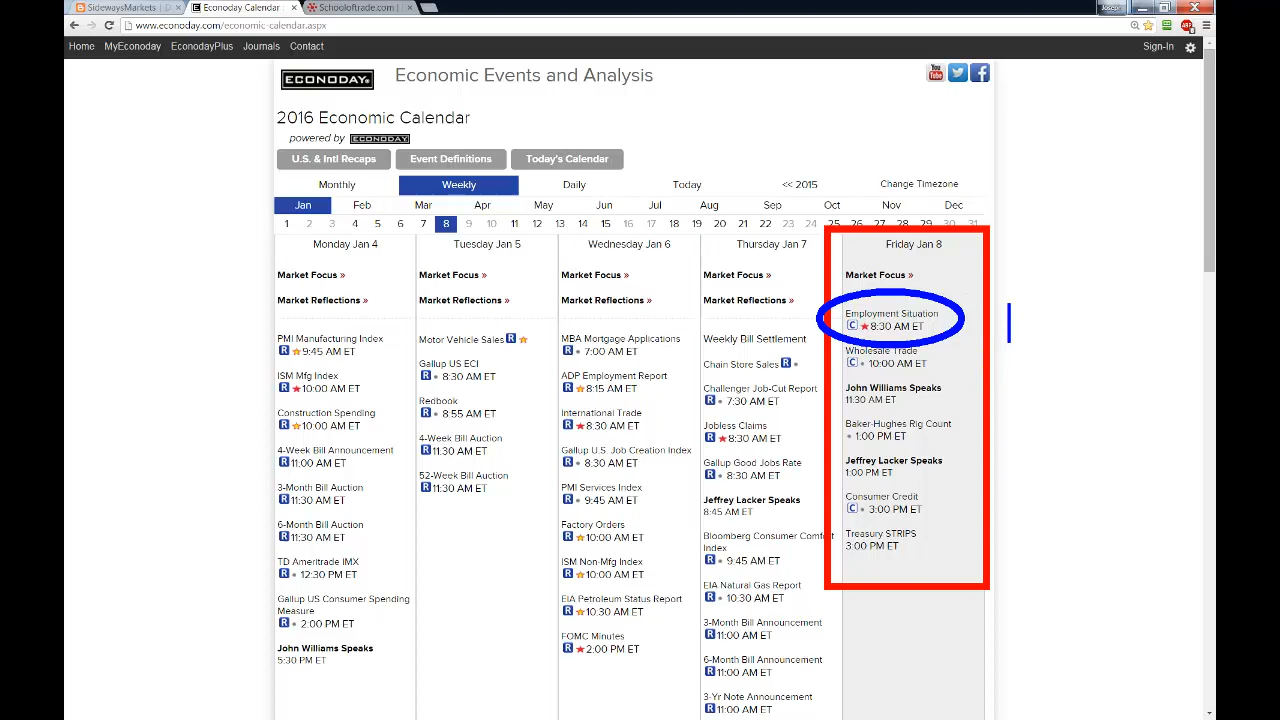 SidewaysMarkets | D
Econoday Calendar
Schooloftrade.com |
Joseph
www.econoday.com/economic-calendar.aspx
Home MyEconoday EconodayPlus Journals Contact Sign-In
ECONODAY Economic Events and Analysis
You Tube
2016 Economic Calendar
powered by ECONODAY
U.S. & Intl Recaps Event Definitions Today's Calendar
Monthly Weekly Daily Today << 2015 Change Timezone
Jan Feb Mar Apr May Jun Jul Aug Sep Oct Nov Dec
1 2 3 4 5 6 7 8 9 10 11 12 13 14 15 16 17 18 19 20 21 22 23 24 25 26 27 28 29 30 31
Monday Jan 4
Market Focus »
Market Reflections »
PMI Manufacturing Index
R 9:45 AM ET
ISM Mfg Index
R 10:00 AM ET
Construction Spending
R 10:00 AM ET
4-Week Bill Announcement
R 11:00 AM ET
3-Month Bill Auction
R 11:30 AM ET
6-Month Bill Auction
R 11:30 AM ET
TD Ameritrade IMX
R 12:30 PM ET
Gallup US Consumer Spending
Measure
R 2:00 PM ET
John Williams Speaks
5:30 PM ET
Tuesday Jan 5
Market Focus »
Market Reflections »
Motor Vehicle Sales R
Gallup US ECI
R 8:30 AM ET
Redbook
R 8:55 AM ET
4-Week Bill Auction
R 11:30 AM ET
52-Week Bill Auction
R 11:30 AM ET
Wednesday Jan 6
Market Focus »
Market Reflections »
MBA Mortgage Applications
R 7:00 AM ET
ADP Employment Report
R 8:15 AM ET
International Trade
R 8:30 AM ET
Gallup U.S. Job Creation Index
R 8:30 AM ET
PMI Services Index
R 9:45 AM ET
Factory Orders
R 10:00 AM ET
ISM Non-Mfg Index
R 10:00 AM ET
EIA Petroleum Status Report
R 10:30 AM ET
FOMC Minutes
R 2:00 PM ET
Thursday Jan 7
Market Focus »
Market Reflections »
Weekly Bill Settlement
Chain Store Sales R
Challenger Job-Cut Report
R 7:30 AM ET
Jobless Claims
R 8:30 AM ET
Gallup Good Jobs Rate
R 8:30 AM ET
Jeffrey Lacker Speaks
8:45 AM ET
Bloomberg Consumer Comfort
Index
R 9:45 AM ET
EIA Natural Gas Report
R 10:30 AM ET
3-Month Bill Announcement
R 11:00 AM ET
6-Month Bill Announcement
R 11:00 AM ET
3-Yr Note Announcement
R 11:00 AM ET
Friday Jan 8
Market Focus »
Employment Situation
C 8:30 AM ET
Wholesale Trade
C 10:00 AM ET
John Williams Speaks
11:30 AM ET
Baker-Hughes Rig Count
1:00 PM ET
Jeffrey Lacker Speaks
1:00 PM ET
Consumer Credit
C 3:00 PM ET
Treasury STRIPS
3:00 PM ET